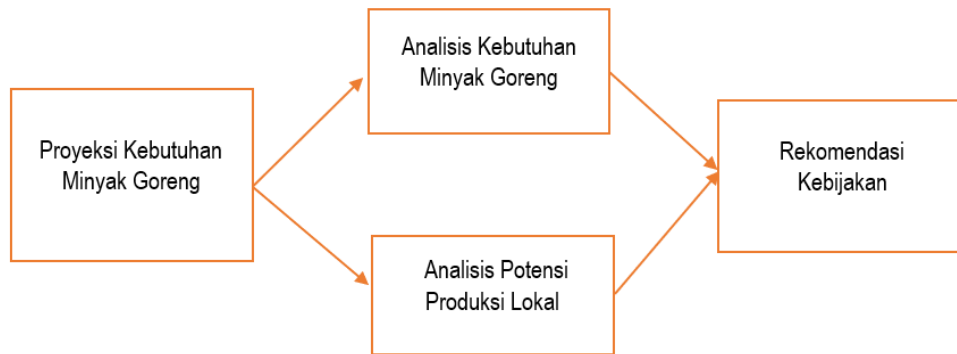 Proyeksi Kebutuhan
Minyak Goreng
Analisis Kebutuhan
Minyak Goreng
Analisis Potensi
Produksi Lokal
Rekomendasi
Kebijakan